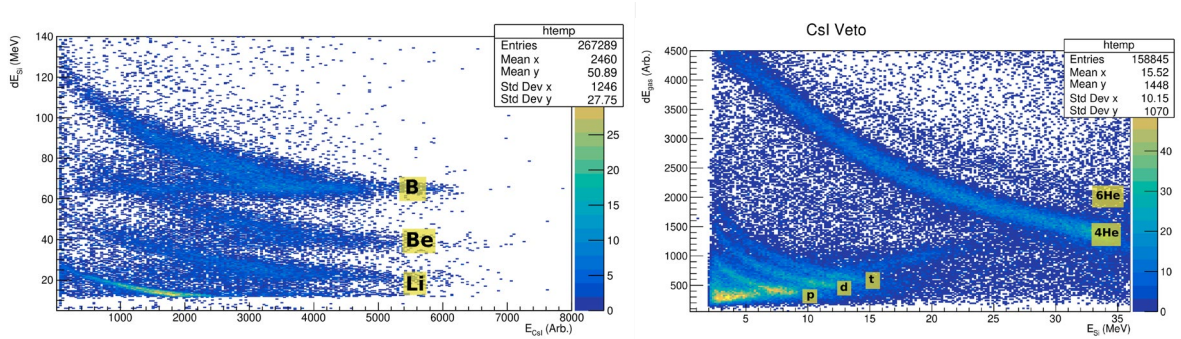 htemp
Entries 267289
Mean x 2460
Mean y 50.89
Std Dev x 1246
Std Dev y 27.75
dE_Si (MeV)
140
120
100
80
60
40
20
B
Be
Li
25
20
15
10
5
0
1000 2000 3000 4000 5000 6000 7000 8000
E_CsI (Arb.)
CsI Veto
htemp
Entries 158845
Mean x 15.52
Mean y 1448
Std Dev x 10.15
Std Dev y 1070
dE_gas (Arb.)
4500
4000
3500
3000
2500
2000
1500
1000
500
6He
4He
p
d
t
40
30
20
10
0
5 10 15 20 25 30 35
E_Si (MeV)